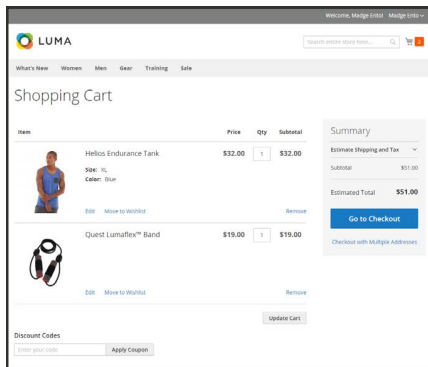 Welcome, Madge Ento! Madge Ento
LUMA
Search entire store here...
2
What's New Women Men Gear Training Sale
Shopping Cart
Item Price Qty Subtotal
Helios Endurance Tank $32.00 1 $32.00
Size: XL
Color: Blue
Edit Move to Wishlist Remove
Quest Lumaflex™ Band $19.00 1 $19.00
Edit Move to Wishlist Remove
Update Cart
Discount Codes
Enter your code Apply Coupon
Summary
Estimate Shipping and Tax
Subtotal $51.00
Estimated Total $51.00
Go to Checkout
Checkout with Multiple Addresses